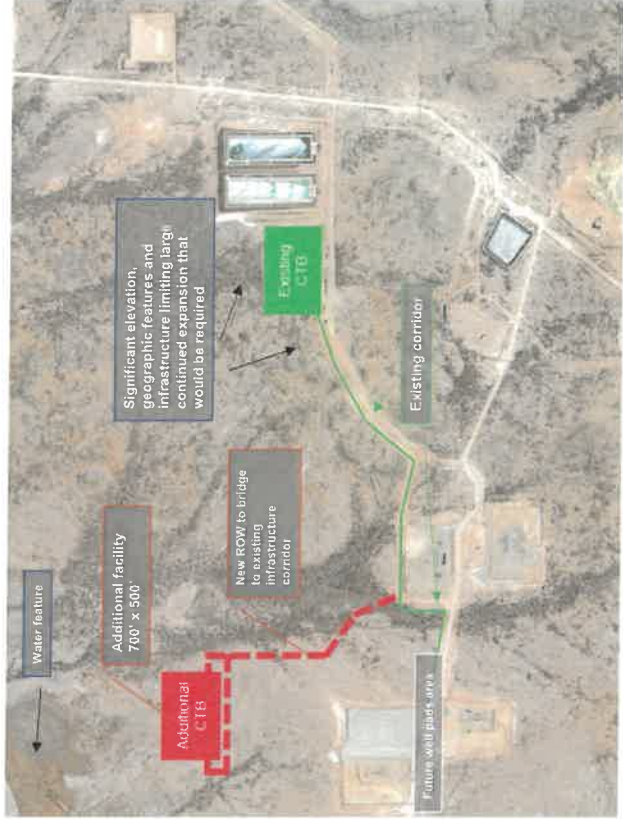 Water feature
Additional facility
700' x 500'
Additional
CTB
New ROW to bridge
to existing
infrastructure
corridor
Significant elevation,
geographic features and
infrastructure limiting large
continued expansion that
would be required
Existing
CTB
Existing corridor
Future well pads area